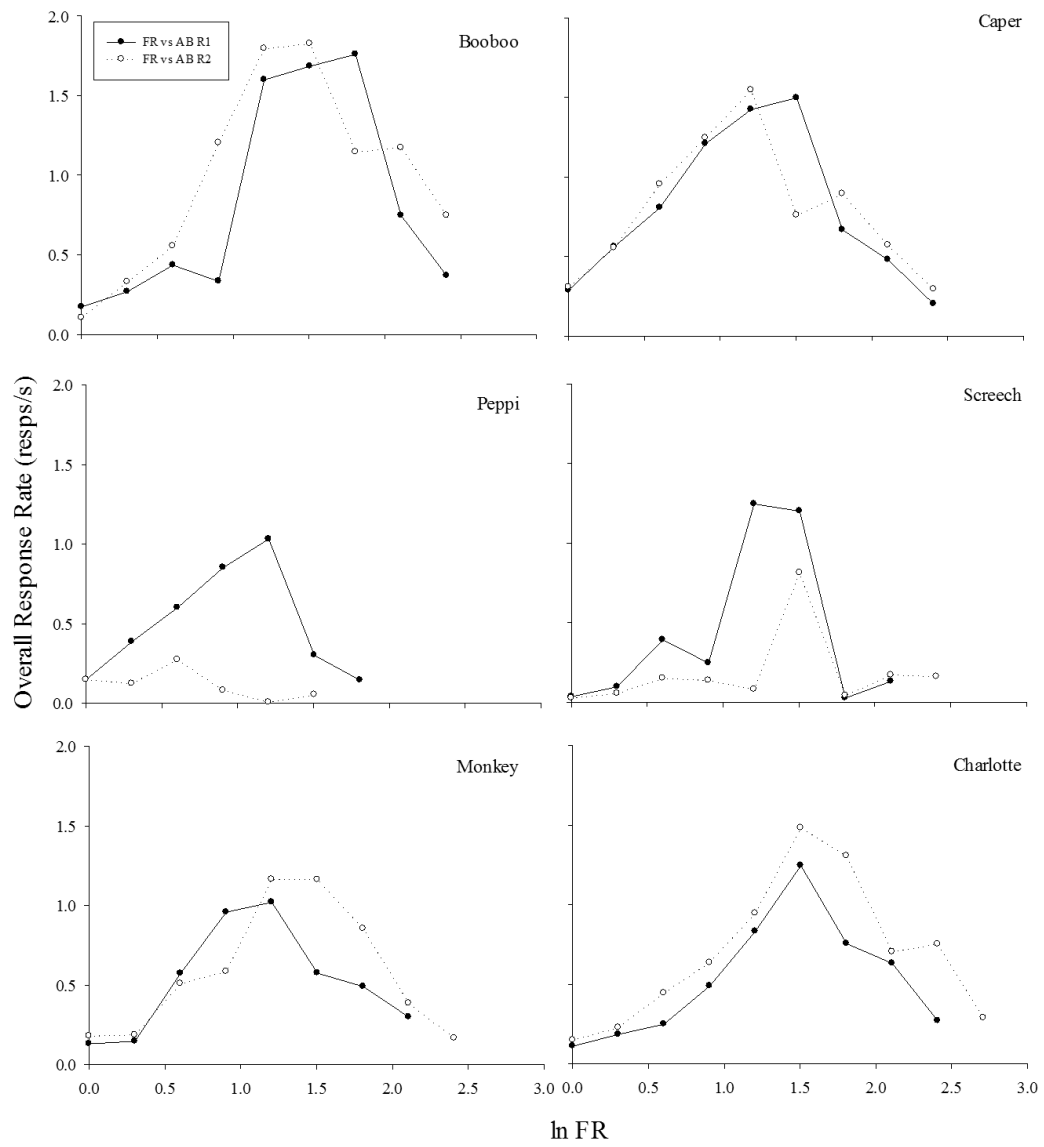 2.0
1.5
1.0
0.5
0.0
FR vs AB R1
FR vs AB R2
Booboo
Caper
Overall Response Rate (resps/s)
2.0
1.5
1.0
0.5
0.0
Peppi
Screech
2.0
1.5
1.0
0.5
0.0
Monkey
Charlotte
0.0 0.5 1.0 1.5 2.0 2.5 3.0
0.0 0.5 1.0 1.5 2.0 2.5 3.0
ln FR